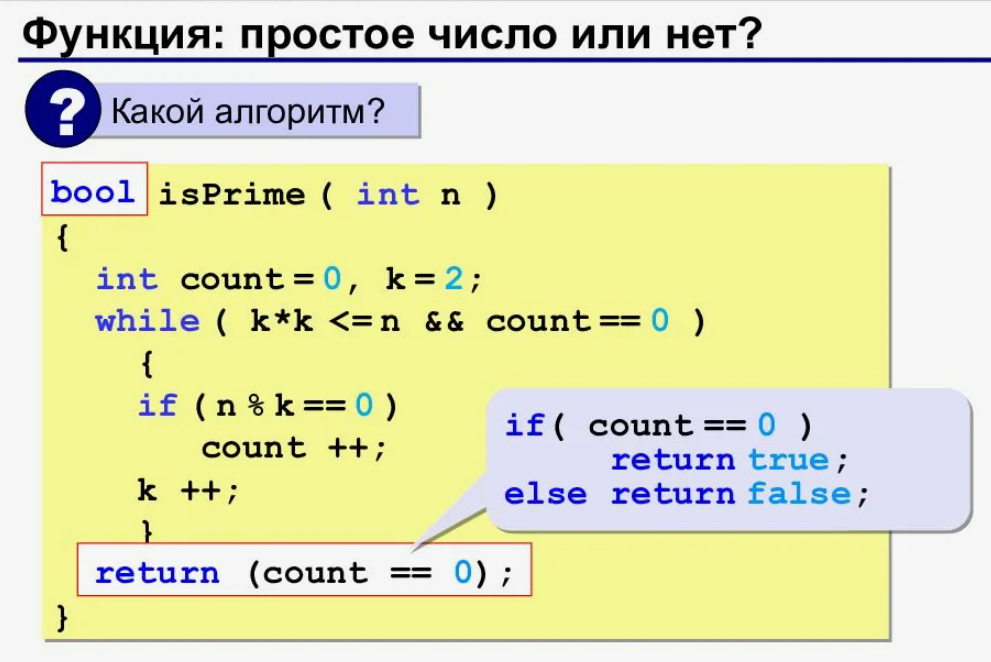 Функция: простое число или нет?
? Какой алгоритм?
bool isPrime ( int n )
{
int count = 0, k = 2;
while ( k*k <= n && count == 0 )
{
if ( n % k == 0 )
count ++;
k ++;
}
return (count == 0);
}
if( count == 0 )
return true;
else return false;